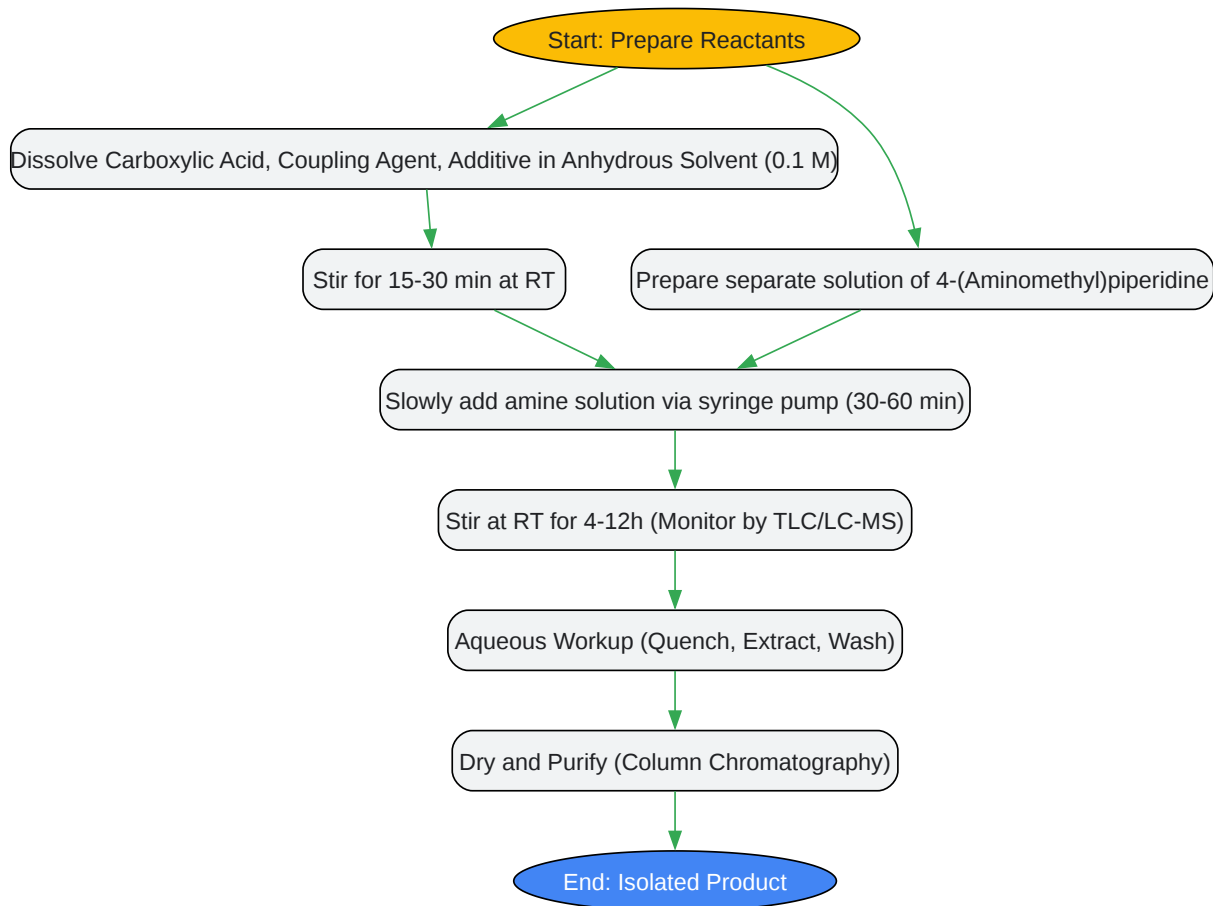 Start: Prepare Reactants
Dissolve Carboxylic Acid, Coupling Agent, Additive in Anhydrous Solvent (0.1 M)
Stir for 15-30 min at RT
Prepare separate solution of 4-(Aminomethyl)piperidine
Slowly add amine solution via syringe pump (30-60 min)
Stir at RT for 4-12h (Monitor by TLC/LC-MS)
Aqueous Workup (Quench, Extract, Wash)
Dry and Purify (Column Chromatography)
End: Isolated Product